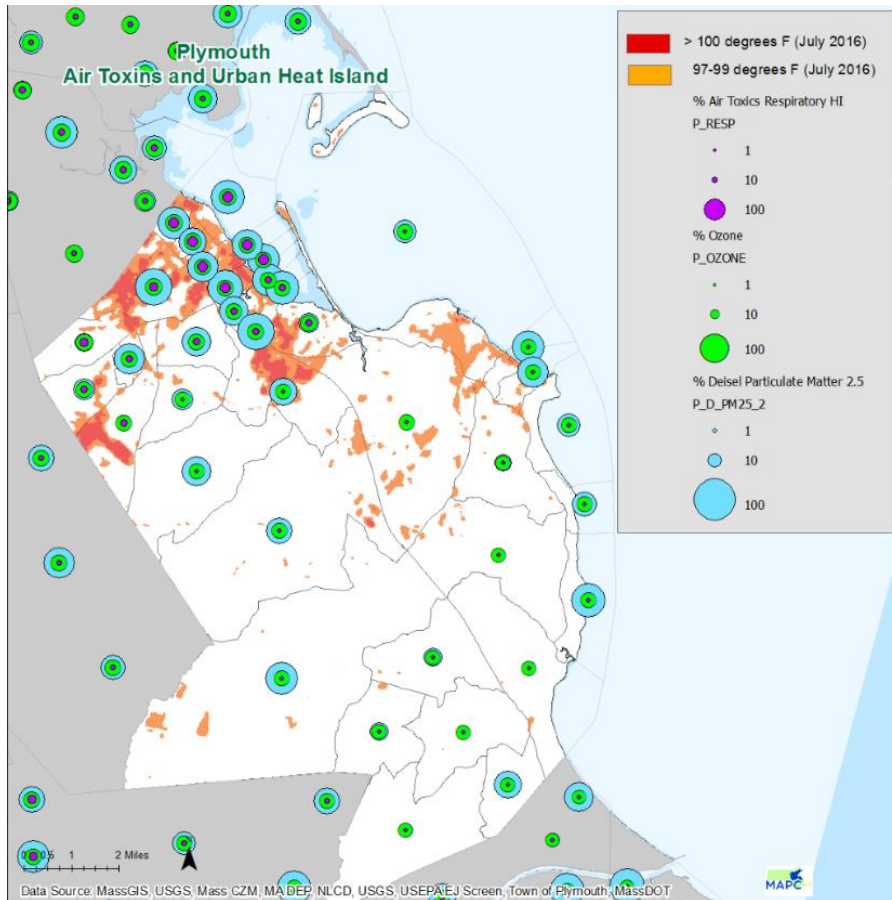 Plymouth
Air Toxins and Urban Heat Island
> 100 degrees F (July 2016)
97-99 degrees F (July 2016)
% Air Toxics Respiratory HI
P_RESP
1
10
100
% Ozone
P_OZONE
1
10
100
% Deisel Particulate Matter 2.5
P_D_PM25_2
1
10
100
0.5 1 2 Miles
Data Source: MassGIS, USGS, Mass CZM, MA DEP, NLCD, USGS, USEPA EJ Screen, Town of Plymouth, MassDOT
MAPC